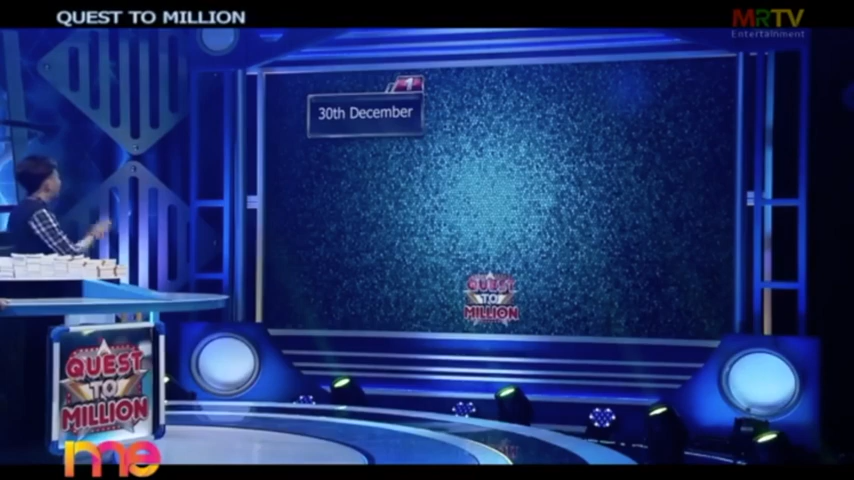 QUEST TO MILLION
MRTV
Entertainment
1
30th December
QUEST
TO
MILLION
QUEST
TO
MILLION
me